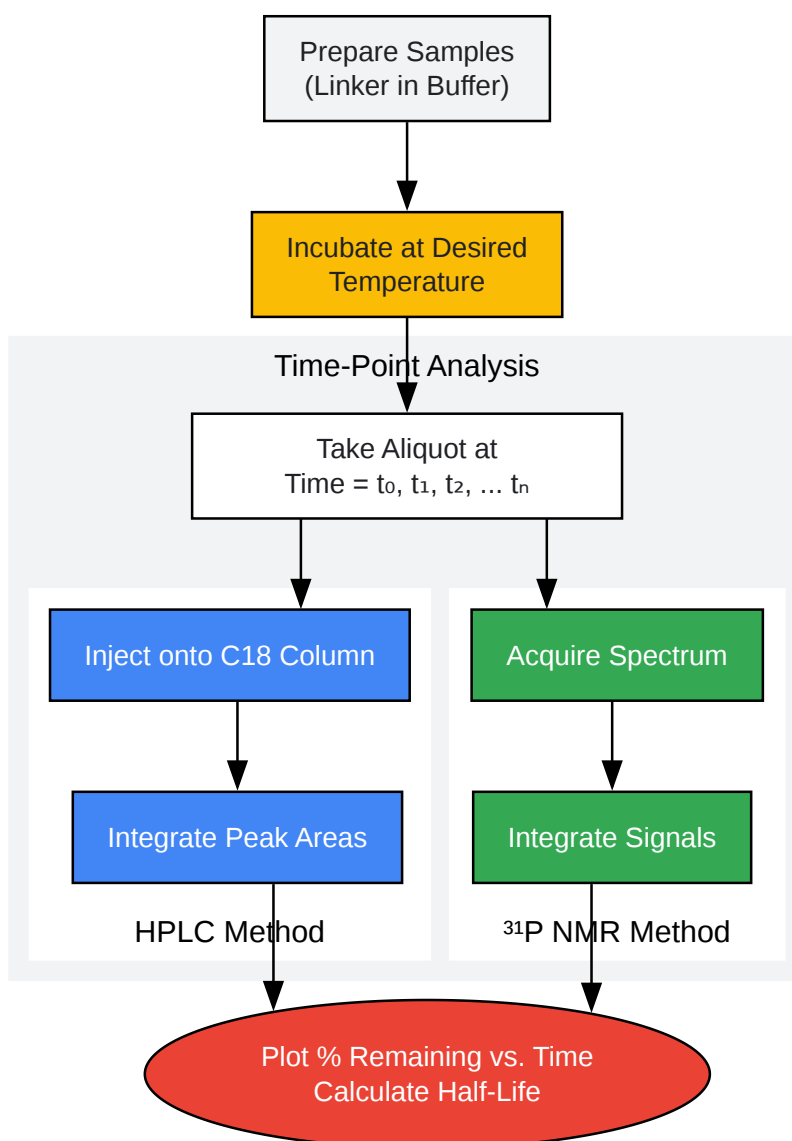 Prepare Samples
(Linker in Buffer)
Incubate at Desired
Temperature
Time-Point Analysis
Take Aliquot at
Time = t₀, t₁, t₂, ... tₙ
Inject onto C18 Column
Acquire Spectrum
Integrate Peak Areas
Integrate Signals
HPLC Method
³¹P NMR Method
Plot % Remaining vs. Time
Calculate Half-Life